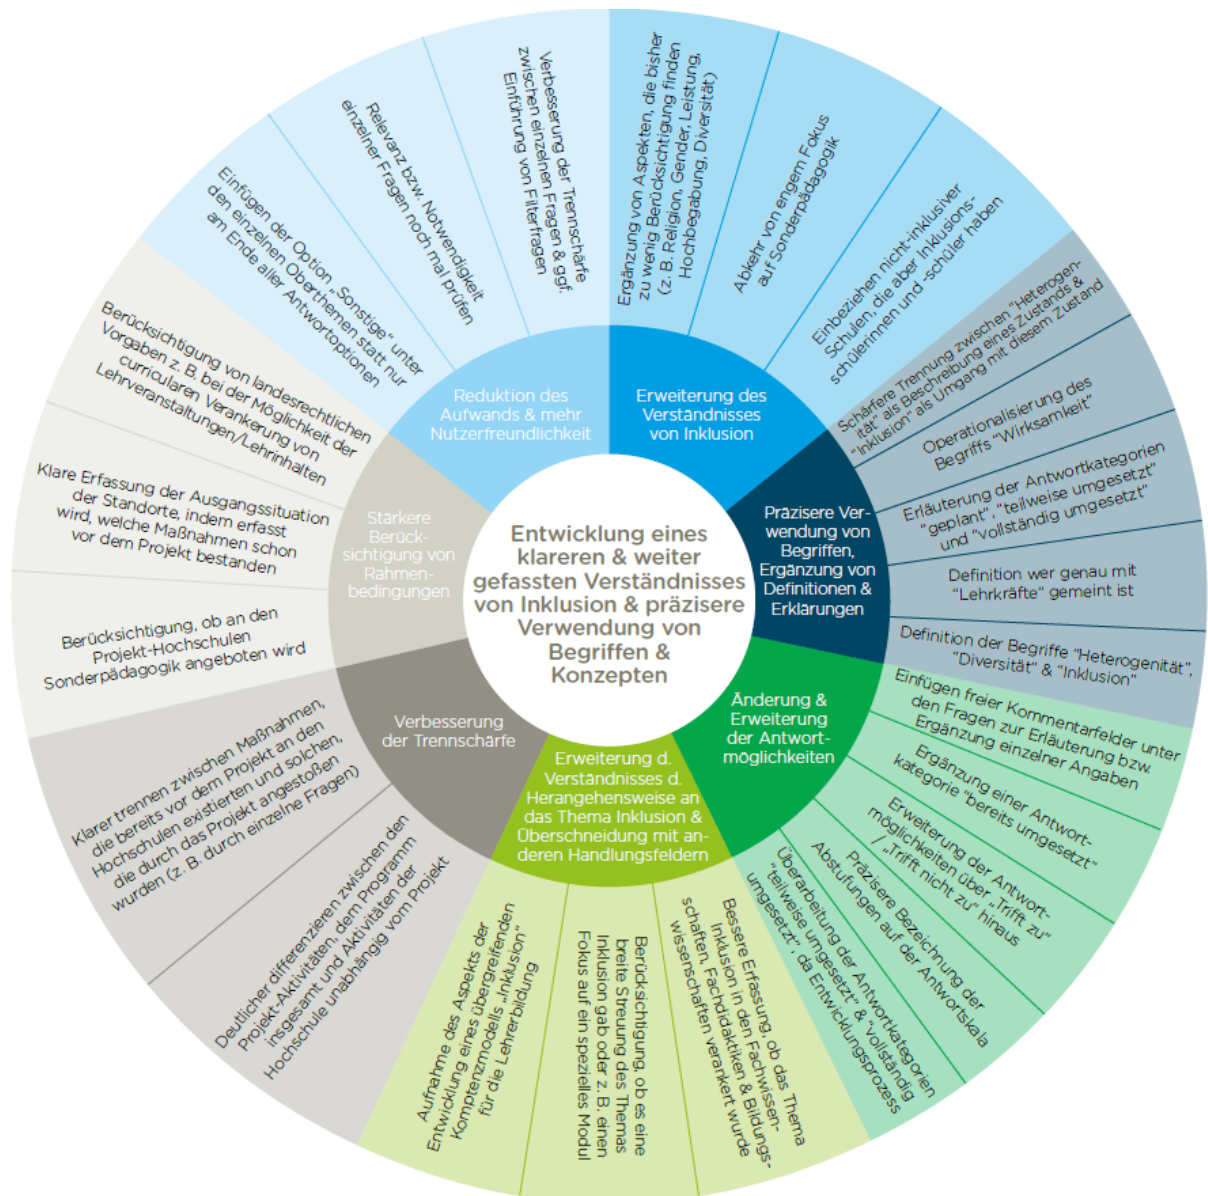 Entwicklung eines
klareren & weiter
gefassten Verständnisses
von Inklusion & präzisere
Verwendung von
Begriffen &
Konzepten
Erweiterung des
Verständnisses
von Inklusion
Ergänzung von Aspekten, die bisher
zu wenig Berücksichtigung finden
(z. B. Religion, Gender, Leistung,
Hochbegabung, Diversität)
Abkehr von engem Fokus
auf Sonderpädagogik
Einbeziehen nicht-inklusiver
Schulen, die aber Inklusions-
schülerinnen und -schüler haben
Präzisere Ver-
wendung von
Begriffen,
Ergänzung von
Definitionen &
Erklärungen
Schärfere Trennung zwischen "Heterogen-
ität" als Beschreibung eines Zustands &
"Inklusion" als Umgang mit diesem Zustand
Operationalisierung des
Begriffs "Wirksamkeit"
Erläuterung der Antwortkategorien
"geplant", "teilweise umgesetzt"
und "vollständig umgesetzt"
Definition wer genau mit
"Lehrkräfte" gemeint ist
Definition der Begriffe "Heterogenität",
"Diversität" & "Inklusion"
Änderung &
Erweiterung
der Antwort-
möglichkeiten
Einfügen freier Kommentarfelder unter
den Fragen zur Erläuterung bzw.
Ergänzung einzelner Angaben
Ergänzung einer Antwort-
kategorie "bereits umgesetzt"
Erweiterung der Antwort-
möglichkeiten über „Trifft zu"
/ „Trifft nicht zu" hinaus
Präzisere Bezeichnung der
Abstufungen auf der Antwortskala
Überarbeitung der Antwortkategorien
"teilweise umgesetzt" & "vollständig
umgesetzt", da Entwicklungsprozess
Erweiterung d.
Verständnisses d.
Herangehensweise an
das Thema Inklusion &
Überschneidung mit an-
deren Handlungsfeldern
Bessere Erfassung, ob das Thema
Inklusion in den Fachwissen-
schaften, Fachdidaktiken & Bildungs-
wissenschaften verankert wurde
Berücksichtigung, ob es eine
breite Streuung des Themas
Inklusion gab oder z. B. einen
Fokus auf ein spezielles Modul
Aufnahme des Aspekts der
Entwicklung eines übergreifenden
Komptenzmodells „Inklusion"
für die Lehrerbildung
Verbesserung
der Trennschärfe
Deutlicher differenzieren zwischen den
Projekt-Aktivitäten, dem Programm
insgesamt und Aktivitäten der
Hochschule unabhängig vom Projekt
Klarer trennen zwischen Maßnahmen,
die bereits vor dem Projekt an den
Hochschulen existierten und solchen,
die durch das Projekt angestoßen
wurden (z. B. durch einzelne Fragen)
Stärkere
Berück-
sichtigung von
Rahmen-
bedingungen
Berücksichtigung, ob an den
Projekt-Hochschulen
Sonderpädagogik angeboten wird
Klare Erfassung der Ausgangssituation
der Standorte, indem erfasst
wird, welche Maßnahmen schon
vor dem Projekt bestanden
Berücksichtigung von landesrechtlichen
Vorgaben z. B. bei der Möglichkeit der
curricularen Verankerung von
Lehrveranstaltungen/Lehrinhalten
Reduktion des
Aufwands & mehr
Nutzerfreundlichkeit
Einfügen der Option „Sonstige" unter
den einzelnen Oberthemen statt nur
am Ende aller Antwortoptionen
Relevanz bzw. Notwendigkeit
einzelner Fragen noch mal prüfen
Verbesserung der Trennschärfe
zwischen einzelnen Fragen & ggf.
Einführung von Filterfragen